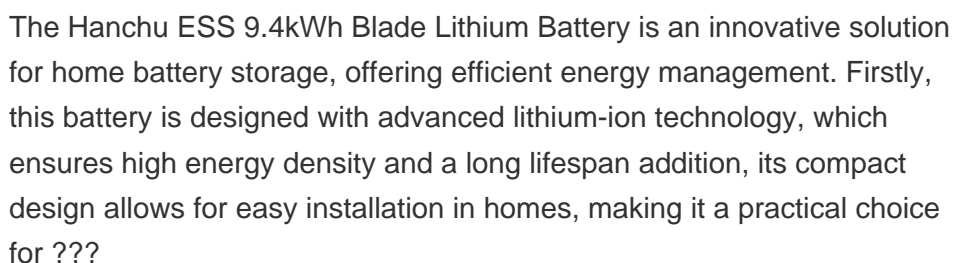 The Hanchu ESS 9.4kWh Blade Lithium Battery is an innovative solution
for home battery storage, offering efficient energy management. Firstly,
this battery is designed with advanced lithium-ion technology, which
ensures high energy density and a long lifespan addition, its compact
design allows for easy installation in homes, making it a practical choice
for ???